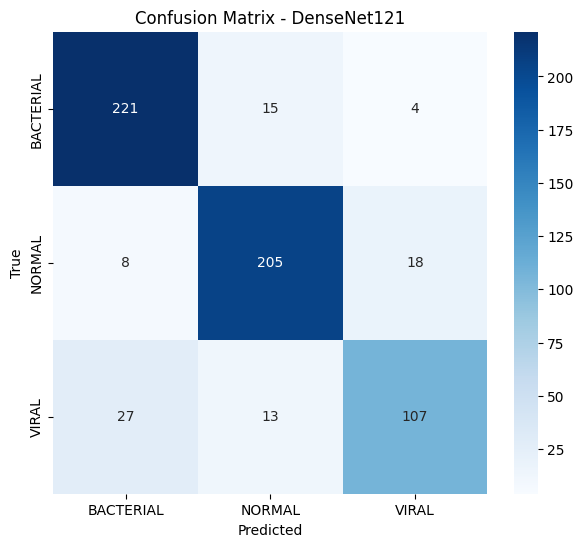 Confusion Matrix - DenseNet121
BACTERIAL
221
15
4
NORMAL
8
205
18
VIRAL
27
13
107
True
BACTERIAL
NORMAL
VIRAL
Predicted
200
175
150
125
100
75
50
25